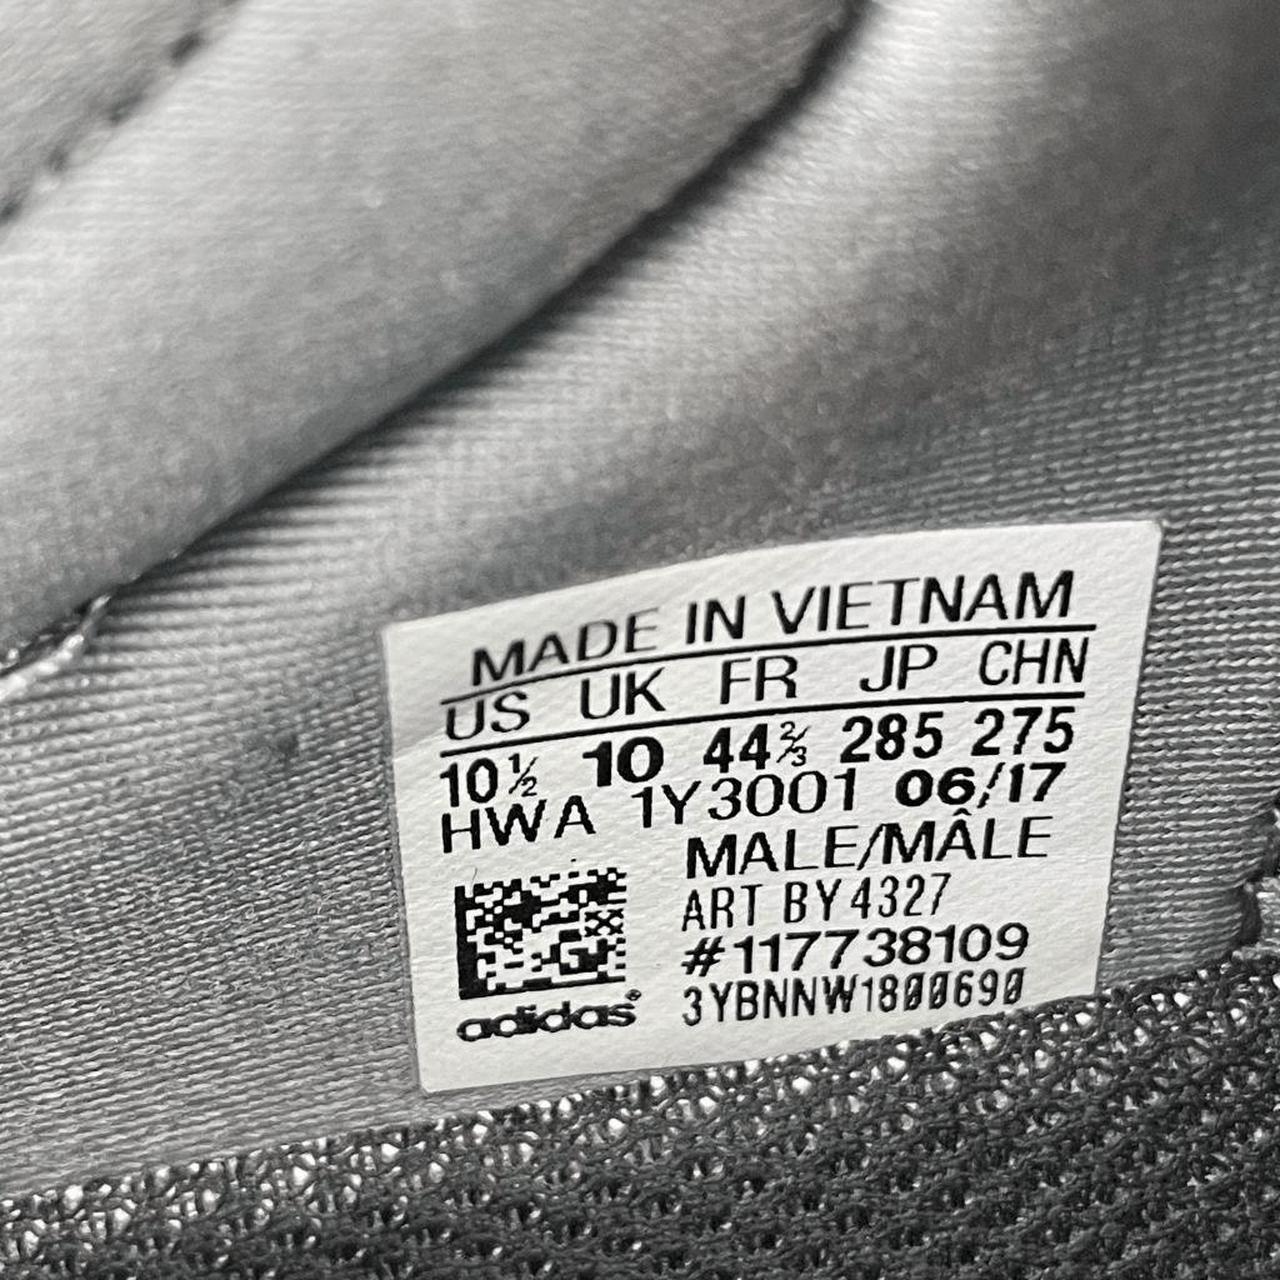 MADE IN VIETNAM
US UK FR JP CHN
10½ 10 44⅔ 285 275
HWA 1Y3001 06/17
MALE/MÂLE
ART BY4327
#117738109
adidas® 3YBNNW1800690